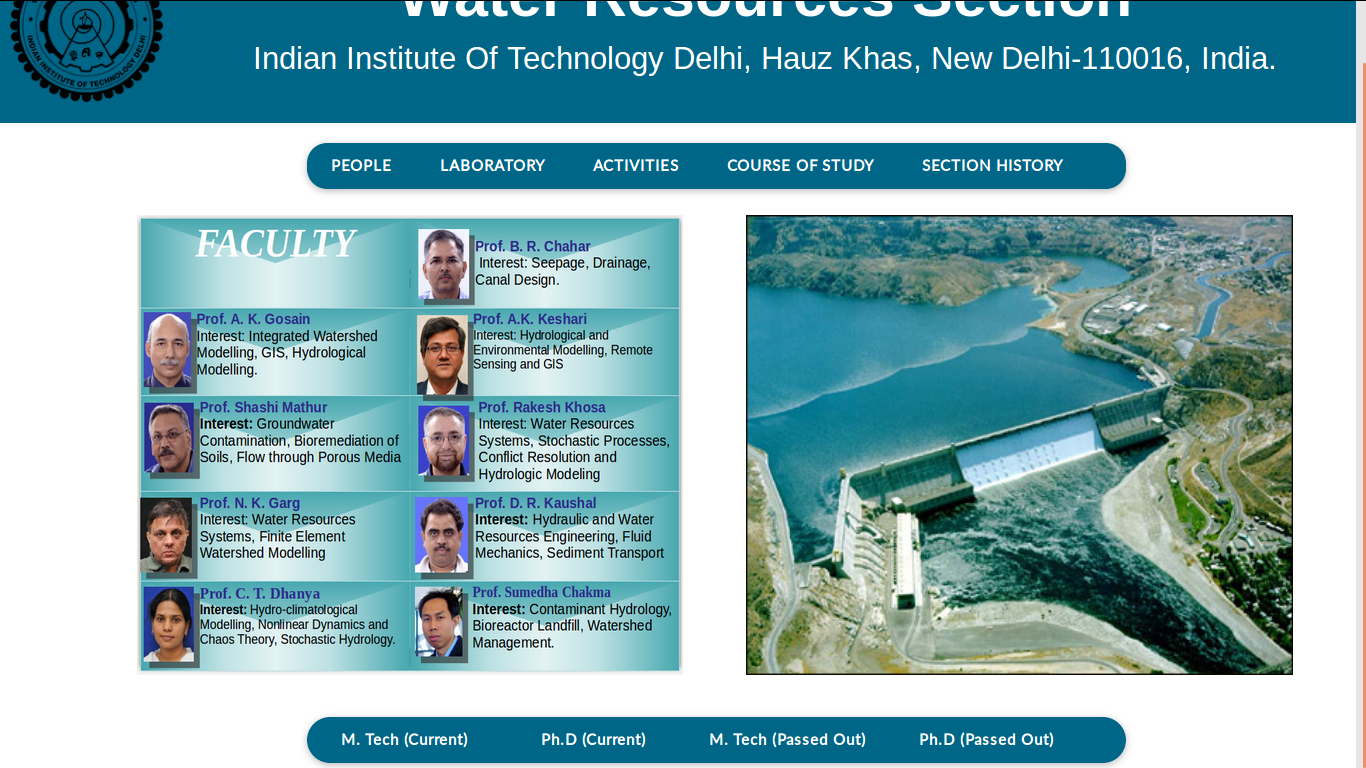 Water Resources Section
Indian Institute Of Technology Delhi, Hauz Khas, New Delhi-110016, India.
INDIAN INSTITUTE OF TECHNOLOGY DELHI
PEOPLE LABORATORY ACTIVITIES COURSE OF STUDY SECTION HISTORY
FACULTY
Prof. B. R. Chahar
Interest: Seepage, Drainage,
Canal Design.
Prof. A. K. Gosain
Interest: Integrated Watershed
Modelling, GIS, Hydrological
Modelling.
Prof. A.K. Keshari
Interest: Hydrological and
Environmental Modelling, Remote
Sensing and GIS
Prof. Shashi Mathur
Interest: Groundwater
Contamination, Bioremediation of
Soils, Flow through Porous Media
Prof. Rakesh Khosa
Interest: Water Resources
Systems, Stochastic Processes,
Conflict Resolution and
Hydrologic Modeling
Prof. N. K. Garg
Interest: Water Resources
Systems, Finite Element
Watershed Modelling
Prof. D. R. Kaushal
Interest: Hydraulic and Water
Resources Engineering, Fluid
Mechanics, Sediment Transport
Prof. C. T. Dhanya
Interest: Hydro-climatological
Modelling, Nonlinear Dynamics and
Chaos Theory, Stochastic Hydrology.
Prof. Sumedha Chakma
Interest: Contaminant Hydrology,
Bioreactor Landfill, Watershed
Management.
M. Tech (Current) Ph.D (Current) M. Tech (Passed Out) Ph.D (Passed Out)